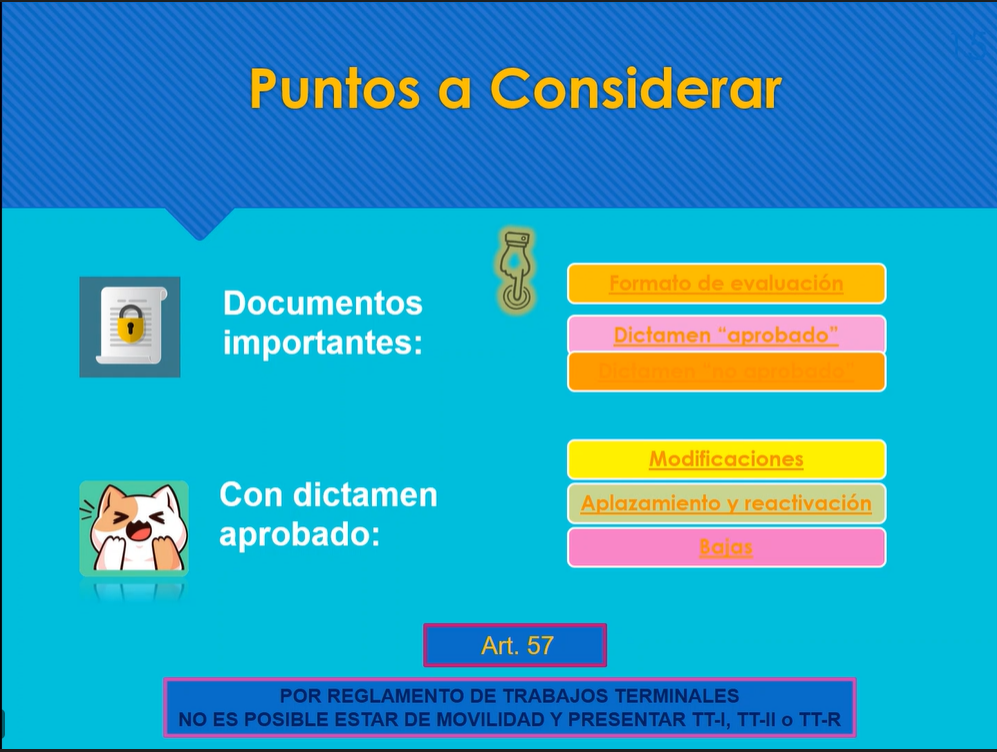 Puntos a Considerar
Documentos
importantes:
Formato de evaluación
Dictamen “aprobado”
Dictamen “no aprobado”
Con dictamen
aprobado:
Modificaciones
Aplazamiento y reactivación
Bajas
Art. 57
POR REGLAMENTO DE TRABAJOS TERMINALES
NO ES POSIBLE ESTAR DE MOVILIDAD Y PRESENTAR TT-I, TT-II o TT-R